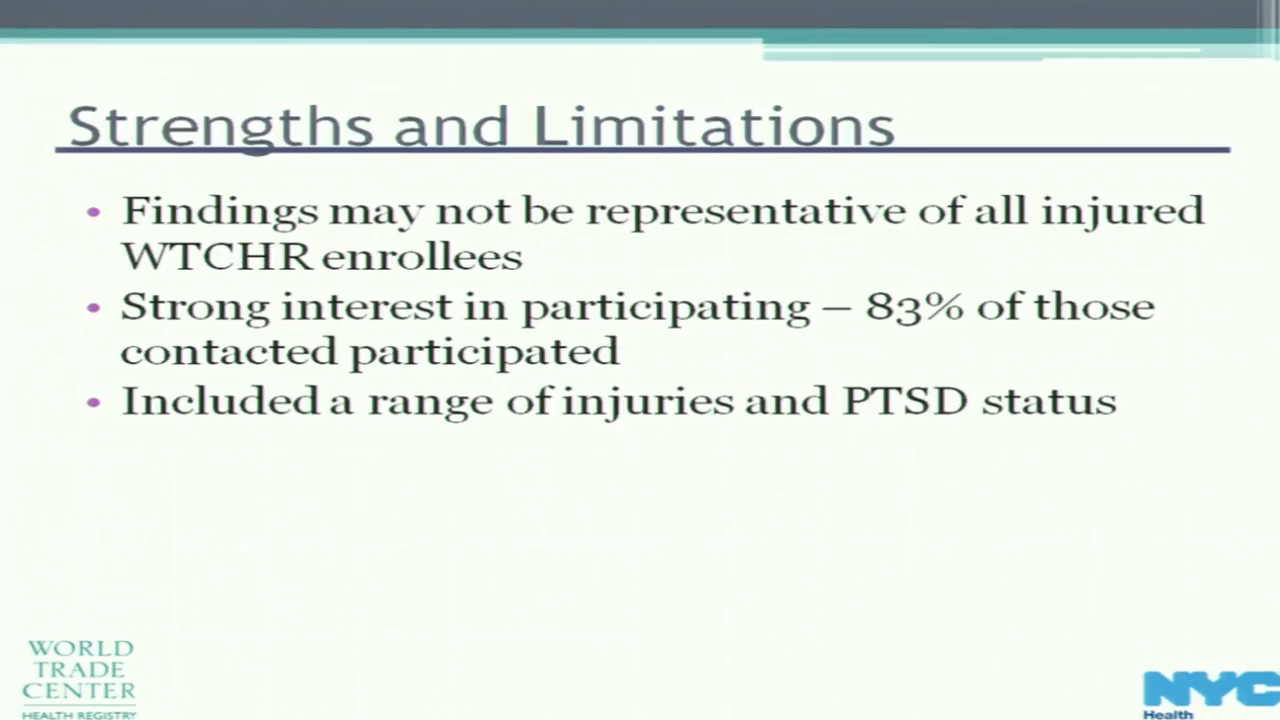 Strengths and Limitations
• Findings may not be representative of all injured
WTCHR enrollees
• Strong interest in participating – 83% of those
contacted participated
• Included a range of injuries and PTSD status
WORLD
TRADE
CENTER
HEALTH REGISTRY
NYC
Health